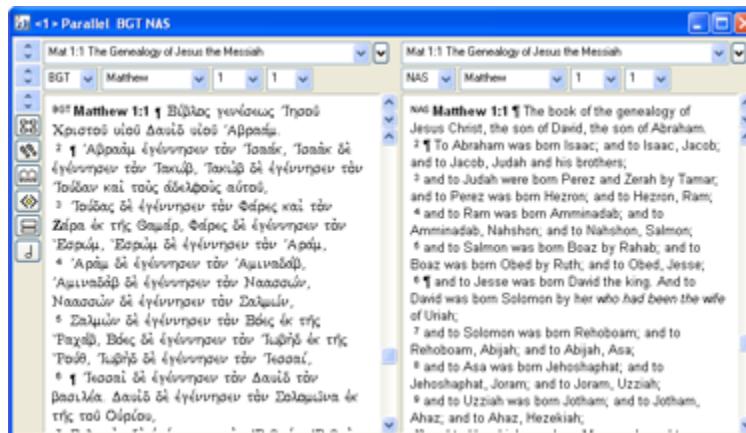 <1> Parallel BGT NAS
Mat 1:1 The Genealogy of Jesus the Messiah
BGT Matthew 1 1
BGT Matthew 1:1 ¶ Βίβλος γενέσεως Ἰησοῦ
Χριστοῦ υἱοῦ Δαυὶδ υἱοῦ Ἀβραάμ.
2 ¶ Ἀβραὰμ ἐγέννησεν τὸν Ἰσαάκ, Ἰσαὰκ δὲ
ἐγέννησεν τὸν Ἰακώβ, Ἰακὼβ δὲ ἐγέννησεν τὸν
Ἰούδαν καὶ τοὺς ἀδελφοὺς αὐτοῦ,
3 Ἰούδας δὲ ἐγέννησεν τὸν Φάρες καὶ τὸν
Ζάρα ἐκ τῆς Θαμάρ, Φάρες δὲ ἐγέννησεν τὸν
Ἑσρώμ, Ἑσρὼμ δὲ ἐγέννησεν τὸν Ἀράμ,
4 Ἀρὰμ δὲ ἐγέννησεν τὸν Ἀμιναδάβ,
Ἀμιναδὰβ δὲ ἐγέννησεν τὸν Ναασσών,
Ναασσὼν δὲ ἐγέννησεν τὸν Σαλμών,
5 Σαλμὼν δὲ ἐγέννησεν τὸν Βόες ἐκ τῆς
Ῥαχάβ, Βόες δὲ ἐγέννησεν τὸν Ἰωβὴδ ἐκ τῆς
Ῥούθ, Ἰωβὴδ δὲ ἐγέννησεν τὸν Ἰεσσαί,
6 ¶ Ἰεσσαὶ δὲ ἐγέννησεν τὸν Δαυὶδ τὸν
βασιλέα. Δαυὶδ δὲ ἐγέννησεν τὸν Σολομῶνα ἐκ
τῆς τοῦ Οὐρίου,
Mat 1:1 The Genealogy of Jesus the Messiah
NAS Matthew 1 1
NAS Matthew 1:1 ¶ The book of the genealogy of
Jesus Christ, the son of David, the son of Abraham.
2 ¶ To Abraham was born Isaac; and to Isaac, Jacob;
and to Jacob, Judah and his brothers;
3 and to Judah were born Perez and Zerah by Tamar;
and to Perez was born Hezron; and to Hezron, Ram;
4 and to Ram was born Amminadab; and to
Amminadab, Nahshon; and to Nahshon, Salmon;
5 and to Salmon was born Boaz by Rahab; and to
Boaz was born Obed by Ruth; and to Obed, Jesse;
6 ¶ and to Jesse was born David the king. And to
David was born Solomon by her who had been the wife
of Uriah;
7 and to Solomon was born Rehoboam; and to
Rehoboam, Abijah; and to Abijah, Asa;
8 and to Asa was born Jehoshaphat; and to
Jehoshaphat, Joram; and to Joram, Uzziah;
9 and to Uzziah was born Jotham; and to Jotham,
Ahaz; and to Ahaz, Hezekiah;